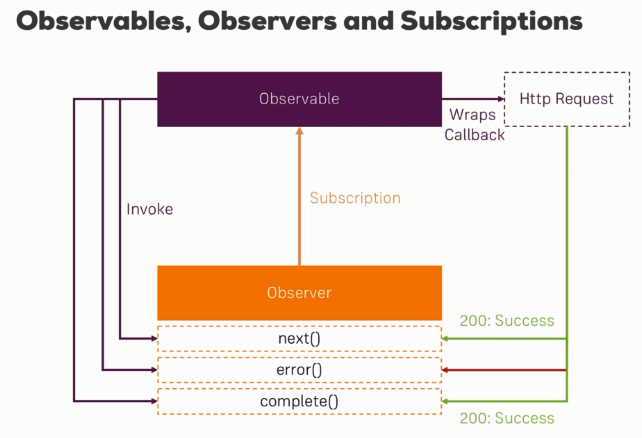 Observables, Observers and Subscriptions
Observable
Http Request
Wraps
Callback
Subscription
Invoke
Observer
200: Success
next()
error()
complete()
200: Success